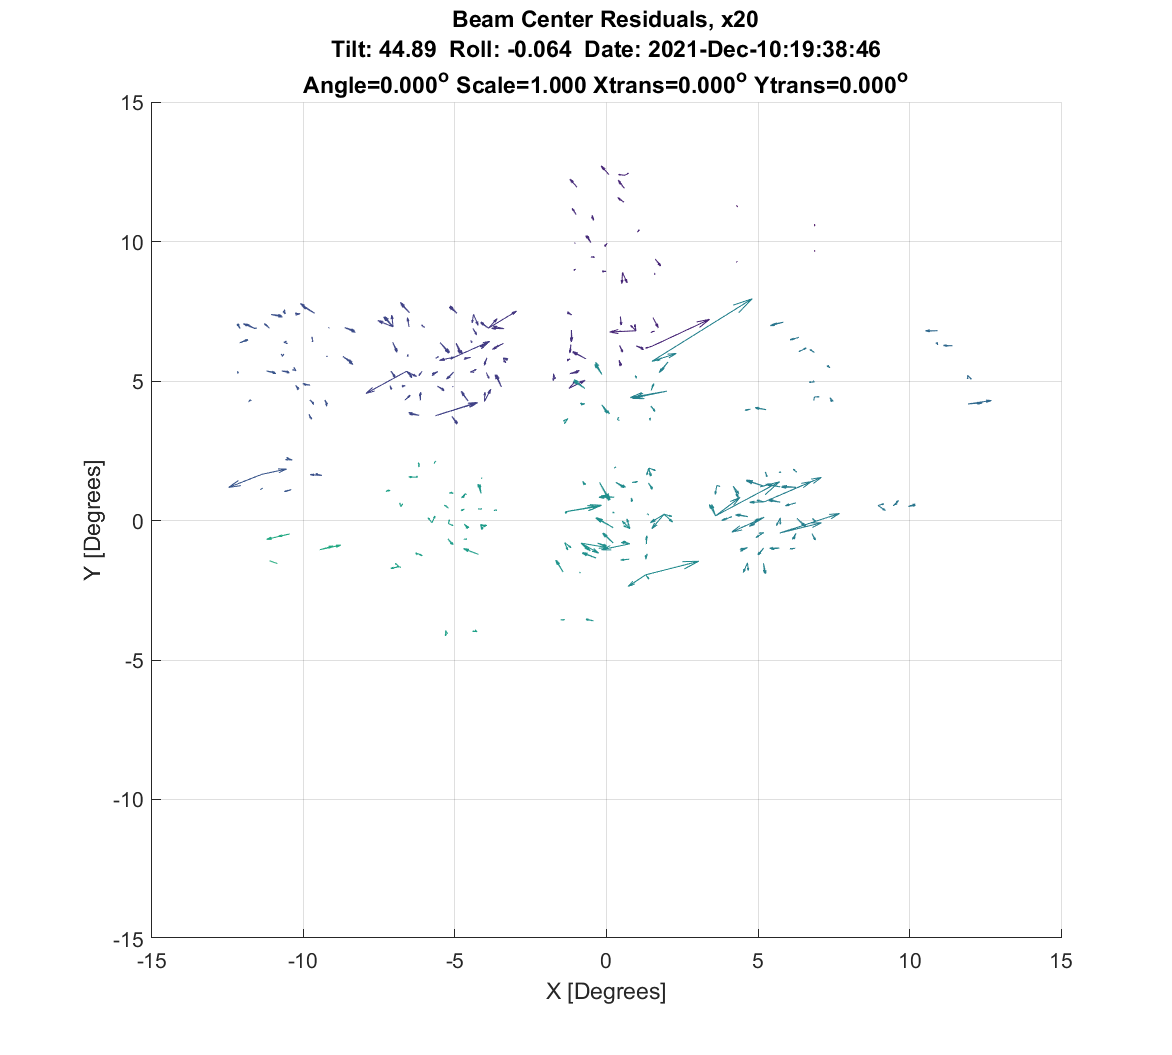 Beam Center Residuals, x20
Tilt: 44.89 Roll: -0.064 Date: 2021-Dec-10:19:38:46
Angle=0.000° Scale=1.000 Xtrans=0.000° Ytrans=0.000°
15
10
5
0
-5
-10
-15
Y [Degrees]
-15 -10 -5 0 5 10 15
X [Degrees]